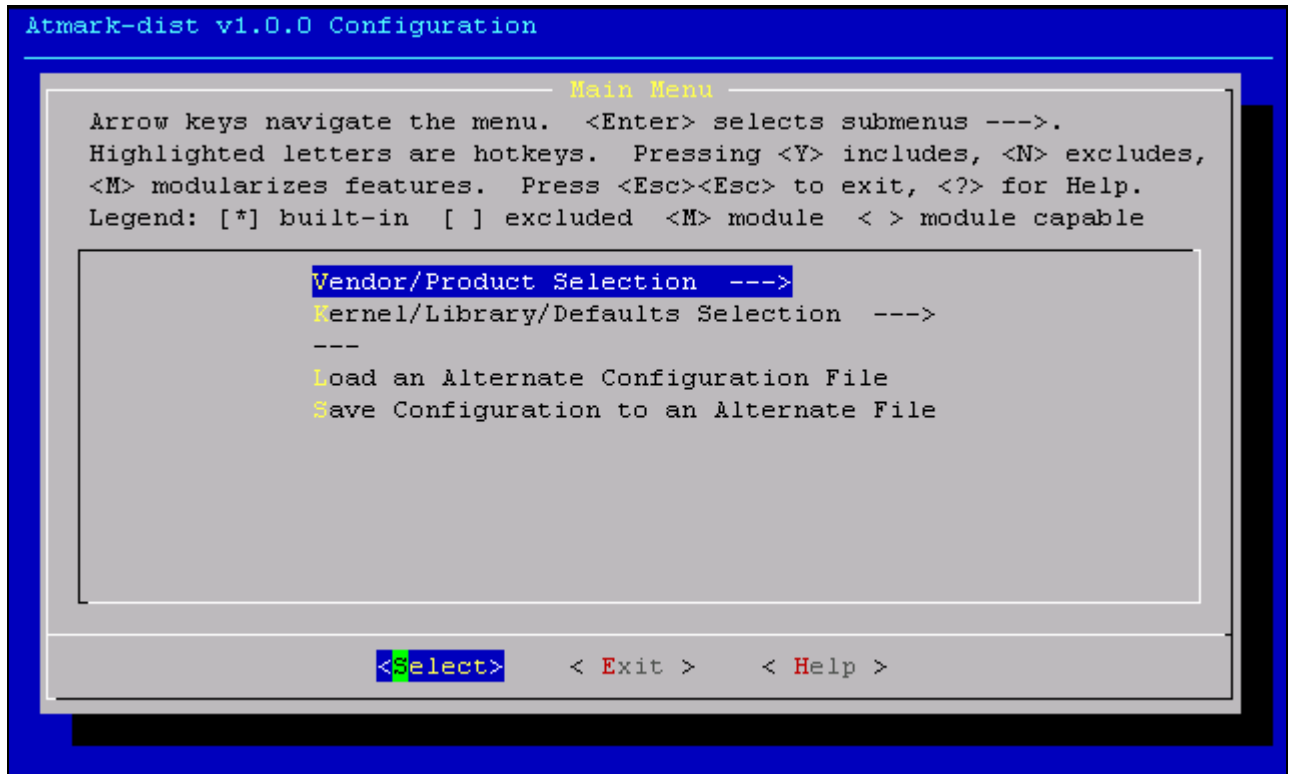 Atmark-dist v1.0.0 Configuration
Main Menu
Arrow keys navigate the menu.  <Enter> selects submenus --->.
Highlighted letters are hotkeys.  Pressing <Y> includes, <N> excludes,
<M> modularizes features.  Press <Esc><Esc> to exit, <?> for Help.
Legend: [*] built-in  [ ] excluded  <M> module  < > module capable
Vendor/Product Selection  --->
Kernel/Library/Defaults Selection  --->
---
Load an Alternate Configuration File
Save Configuration to an Alternate File
<Select>    < Exit >    < Help >